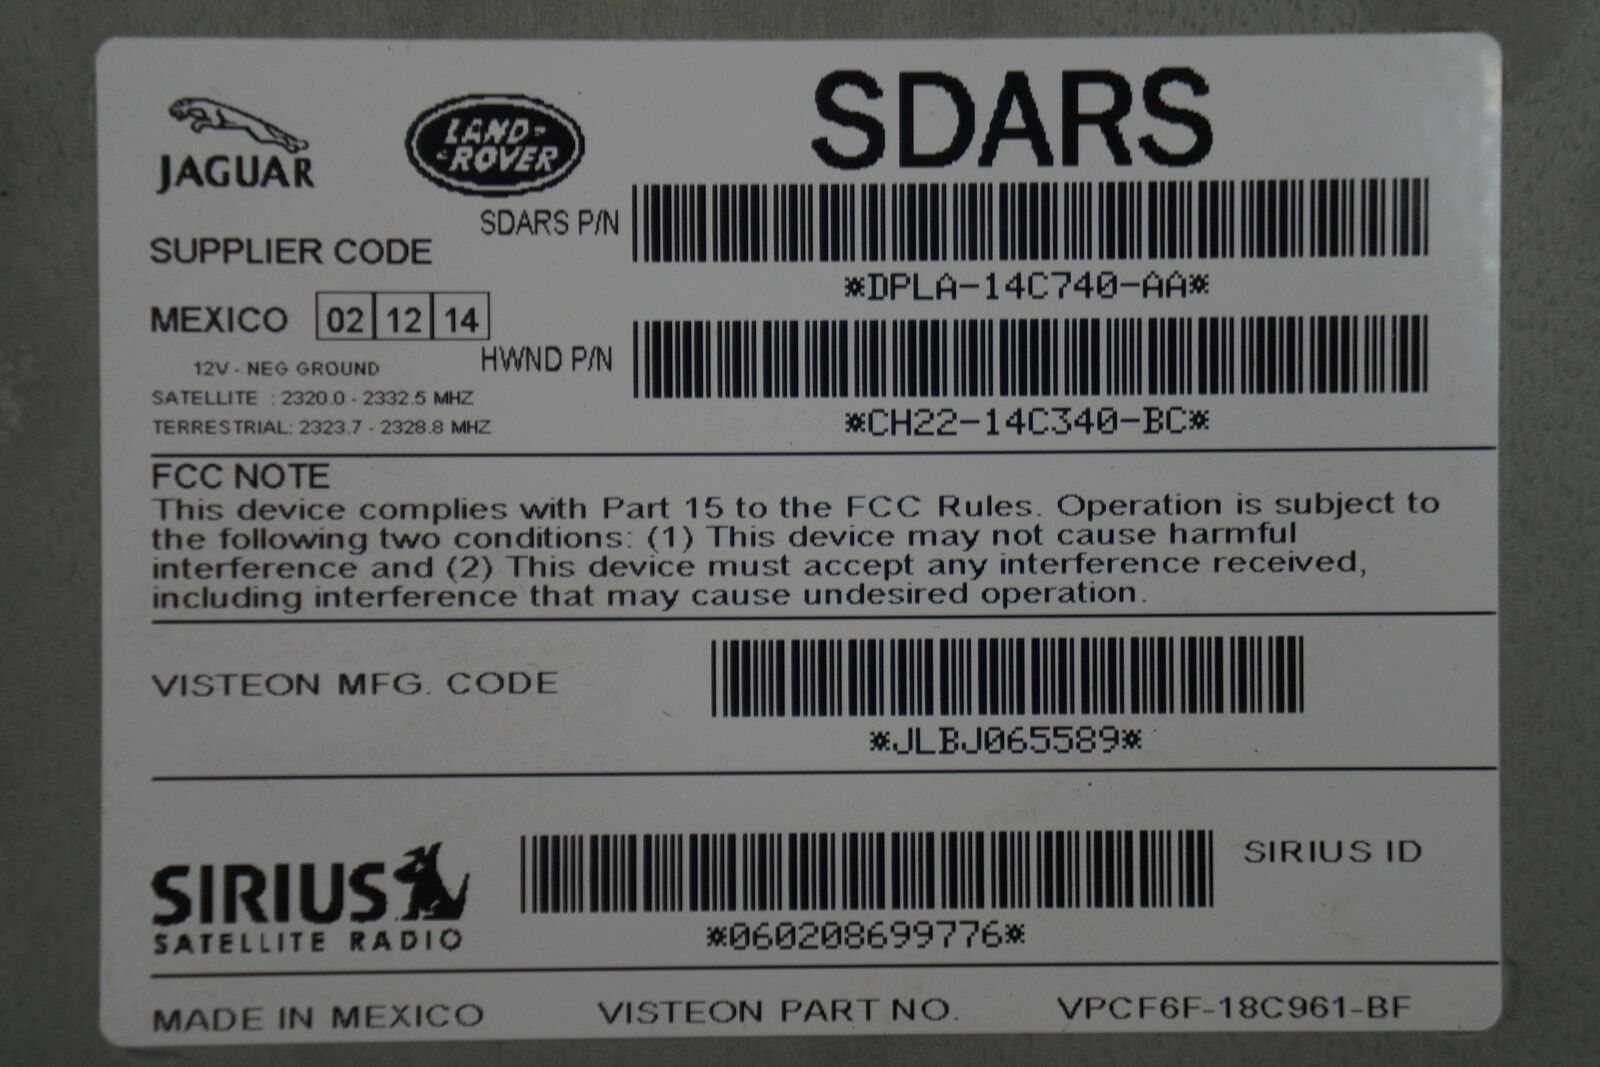 JAGUAR
LAND-
-ROVER
SDARS
SDARS P/N
*DPLA-14C740-AA*
SUPPLIER CODE
MEXICO 02 12 14
HWND P/N
*CH22-14C340-BC*
12V - NEG GROUND
SATELLITE : 2320.0 - 2332.5 MHZ
TERRESTRIAL: 2323.7 - 2328.8 MHZ
FCC NOTE
This device complies with Part 15 to the FCC Rules. Operation is subject to
the following two conditions: (1) This device may not cause harmful
interference and (2) This device must accept any interference received,
including interference that may cause undesired operation.
VISTEON MFG. CODE
*JLBJ065589*
SIRIUS
SATELLITE RADIO
*060208699776*
SIRIUS ID
MADE IN MEXICO VISTEON PART NO. VPCF6F-18C961-BF